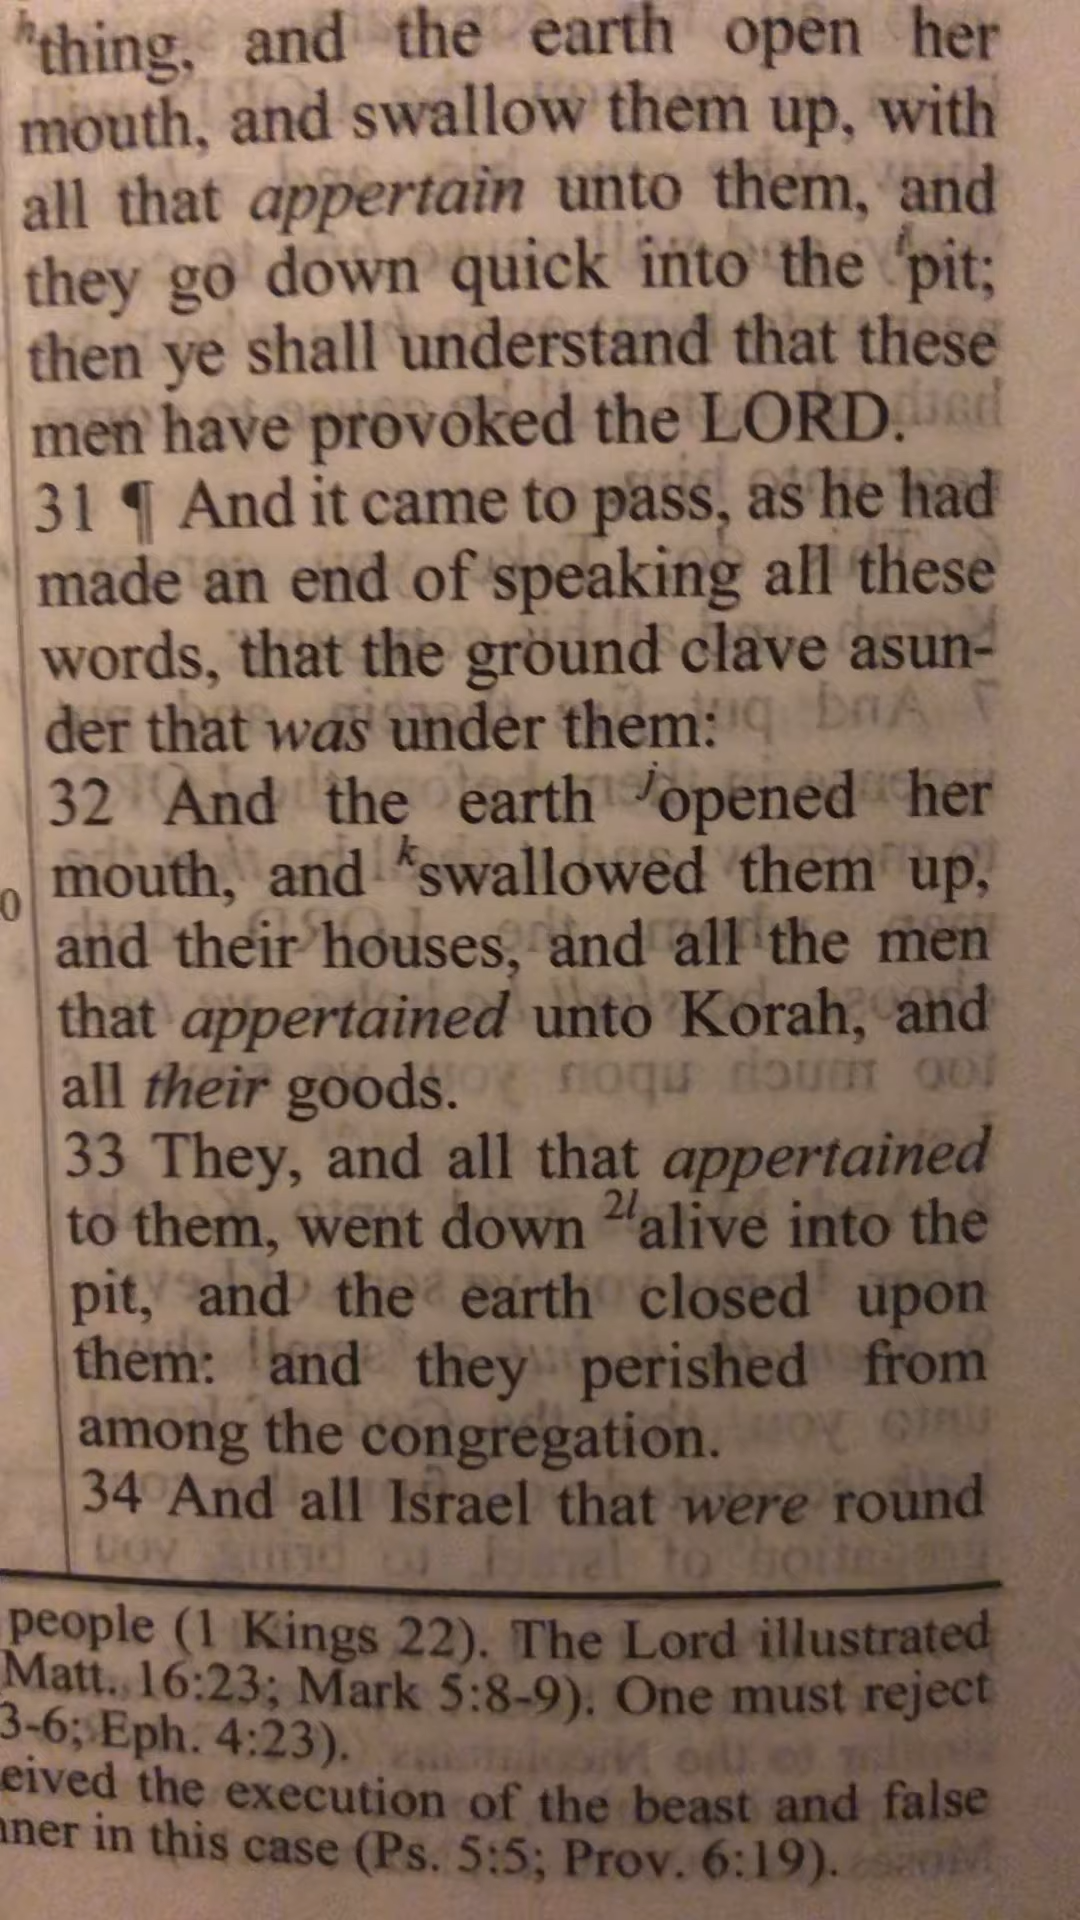 hthing, and the earth open her
mouth, and swallow them up, with
all that appertain unto them, and
they go down quick into the ipit;
then ye shall understand that these
men have provoked the LORD.
31 ¶ And it came to pass, as he had
made an end of speaking all these
words, that the ground clave asun-
der that was under them:
32 And the earth jopened her
mouth, and kswallowed them up,
and their houses, and all the men
that appertained unto Korah, and
all their goods.
33 They, and all that appertained
to them, went down 2lalive into the
pit, and the earth closed upon
them: and they perished from
among the congregation.
34 And all Israel that were round
people (1 Kings 22). The Lord illustrated
Matt. 16:23; Mark 5:8-9). One must reject
3-6; Eph. 4:23).
eived the execution of the beast and false
nner in this case (Ps. 5:5; Prov. 6:19).